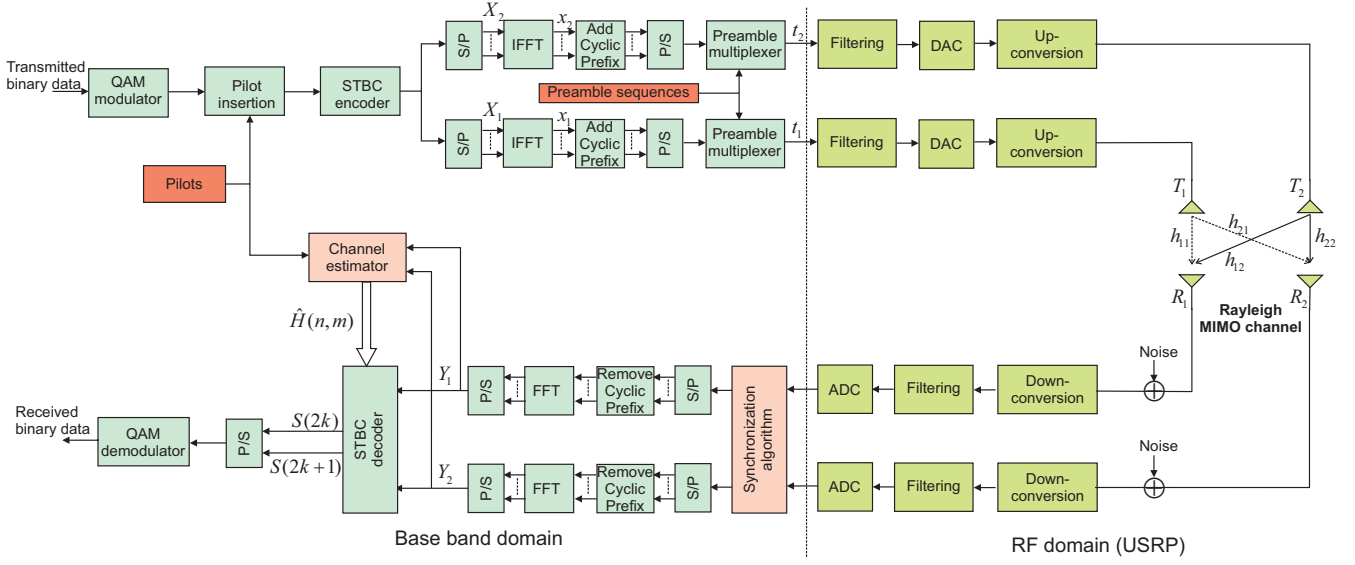 Transmitted
binary data
QAM
modulator
Pilot
insertion
STBC
encoder
S/P
X₂
IFFT
x₂
Add
Cyclic
Prefix
P/S
Preamble
multiplexer
t₂
Filtering
DAC
Up-
conversion
Preamble sequences
S/P
X₁
IFFT
x₁
Add
Cyclic
Prefix
P/S
Preamble
multiplexer
t₁
Filtering
DAC
Up-
conversion
Pilots
T₁
T₂
h₁₁
h₂₁
h₁₂
h₂₂
R₁
R₂
Rayleigh
MIMO channel
Channel
estimator
Ĥ(n,m)
Noise
Y₁
P/S
FFT
Remove
Cyclic
Prefix
S/P
Synchronization
algorithm
ADC
Filtering
Down-
conversion
Received
binary data
QAM
demodulator
P/S
S(2k)
S(2k+1)
STBC
decoder
Noise
Y₂
P/S
FFT
Remove
Cyclic
Prefix
S/P
ADC
Filtering
Down-
conversion
Base band domain
RF domain (USRP)